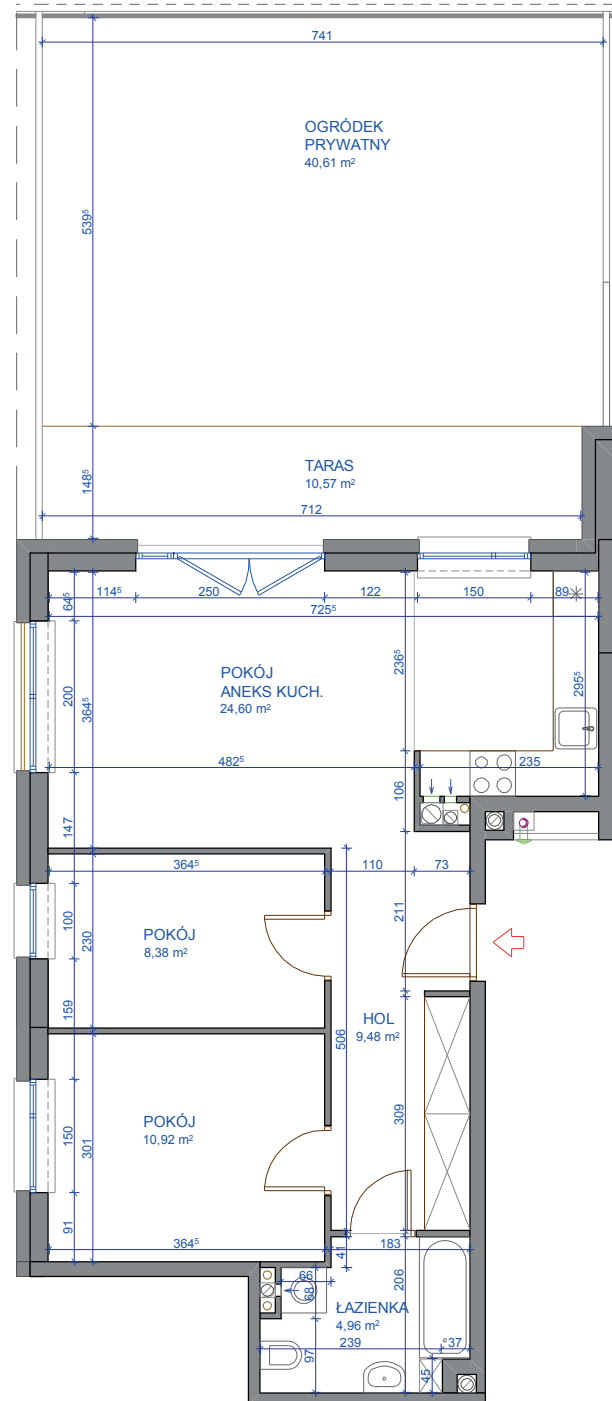 741
OGRÓDEK
PRYWATNY
40,61 m²
539⁵
TARAS
10,57 m²
148⁵
712
64⁵
114⁵ 250 122 150 89
725⁵
POKÓJ
ANEKS KUCH.
24,60 m²
200
364⁵
236⁵
295⁵
482⁵ 235
106
147
364⁵ 110 73
100
230
POKÓJ
8,38 m²
211
159
HOL
9,48 m²
506
309
POKÓJ
10,92 m²
150
301
91
364⁵ 183
41
206
66
68
ŁAZIENKA
4,96 m²
239 37
97
45